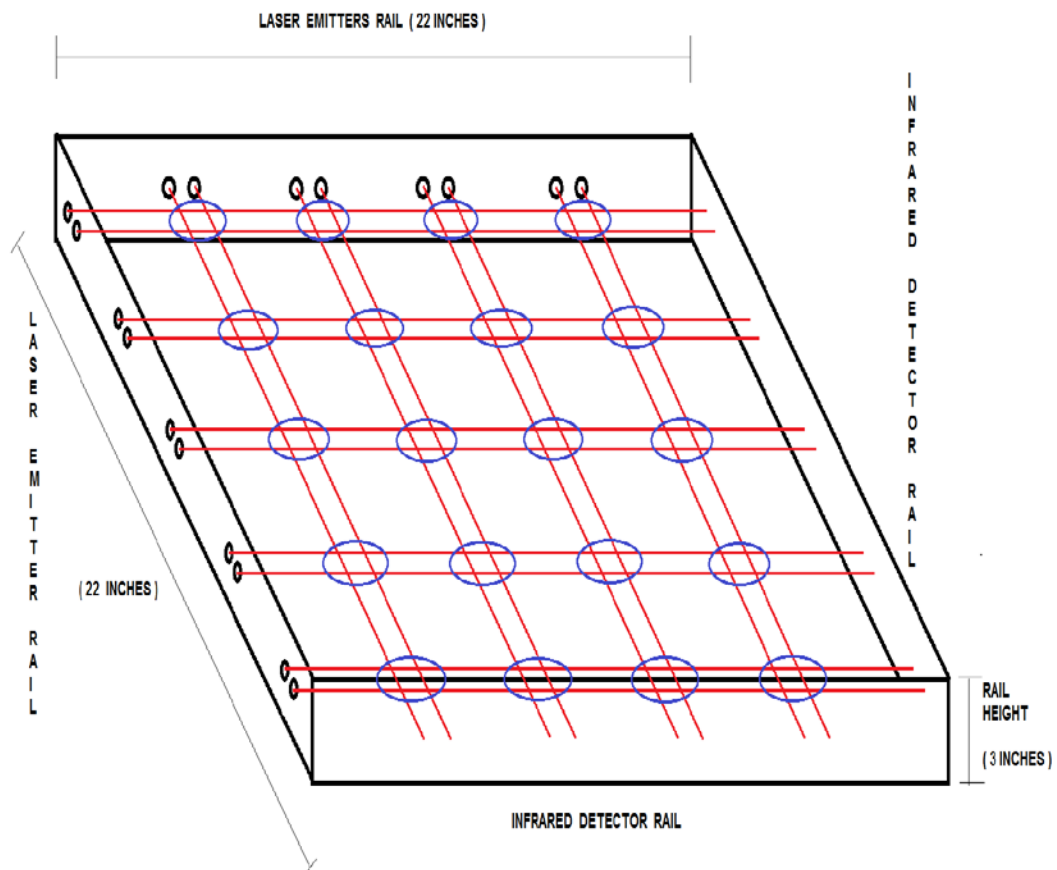 LASER EMITTERS RAIL ( 22 INCHES )
INFRARED DETECTOR RAIL
LASER EMITTER RAIL
( 22 INCHES )
RAIL
HEIGHT
( 3 INCHES )
INFRARED DETECTOR RAIL